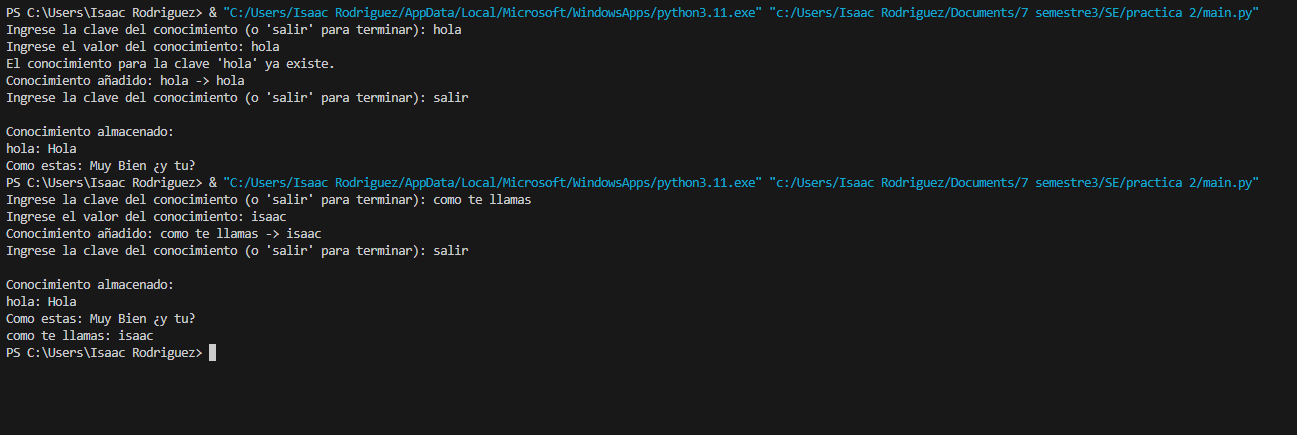 PS C:\Users\Isaac Rodriguez> & "C:/Users/Isaac Rodriguez/AppData/Local/Microsoft/WindowsApps/python3.11.exe" "c:/Users/Isaac Rodriguez/Documents/7 semestre3/SE/practica 2/main.py"
Ingrese la clave del conocimiento (o 'salir' para terminar): hola
Ingrese el valor del conocimiento: hola
El conocimiento para la clave 'hola' ya existe.
Conocimiento añadido: hola -> hola
Ingrese la clave del conocimiento (o 'salir' para terminar): salir
Conocimiento almacenado:
hola: Hola
Como estas: Muy Bien ¿y tu?
PS C:\Users\Isaac Rodriguez> & "C:/Users/Isaac Rodriguez/AppData/Local/Microsoft/WindowsApps/python3.11.exe" "c:/Users/Isaac Rodriguez/Documents/7 semestre3/SE/practica 2/main.py"
Ingrese la clave del conocimiento (o 'salir' para terminar): como te llamas
Ingrese el valor del conocimiento: isaac
Conocimiento añadido: como te llamas -> isaac
Ingrese la clave del conocimiento (o 'salir' para terminar): salir
Conocimiento almacenado:
hola: Hola
Como estas: Muy Bien ¿y tu?
como te llamas: isaac
PS C:\Users\Isaac Rodriguez>